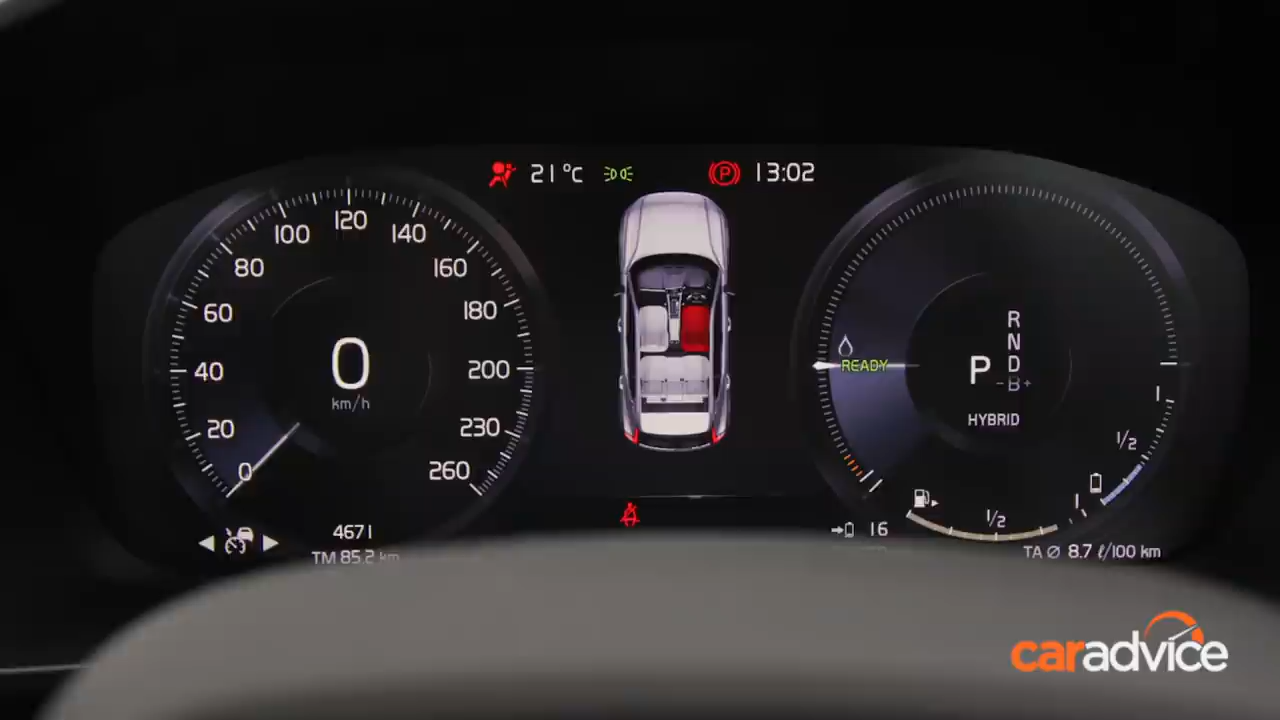 21°C
P
13:02
0
20
40
60
80
100
120
140
160
180
200
230
260
0
km/h
4671
TM 85.2 km
READY
R
N
D
P
-B+
HYBRID
16
1/2
1
1
1/2
TA ∅ 8.7 ℓ/100 km
caradvice